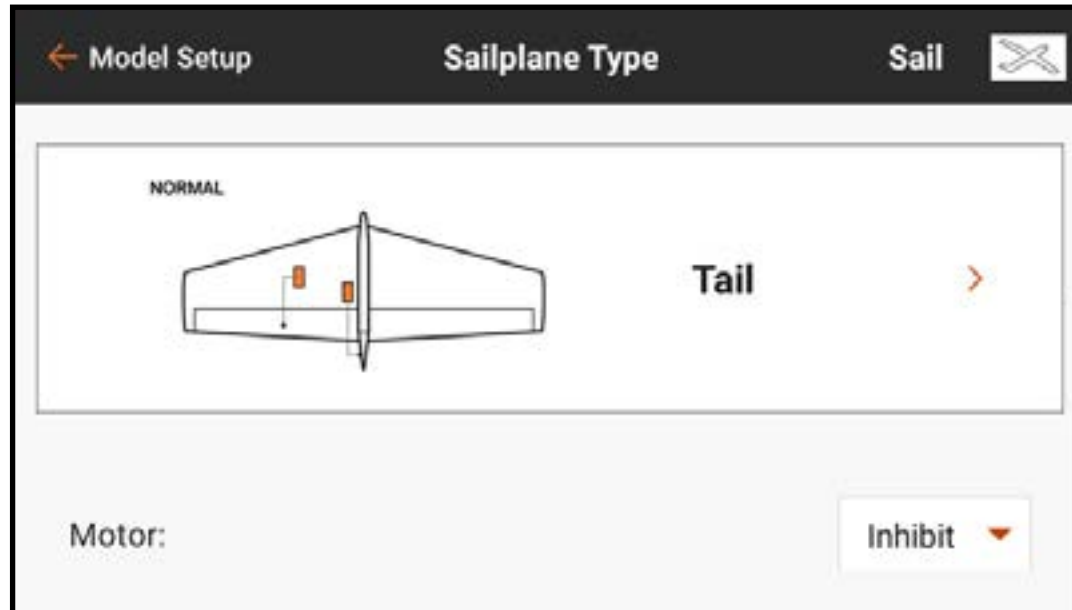 Model Setup
Sailplane Type
Sail
NORMAL
Tail
Motor:
Inhibit